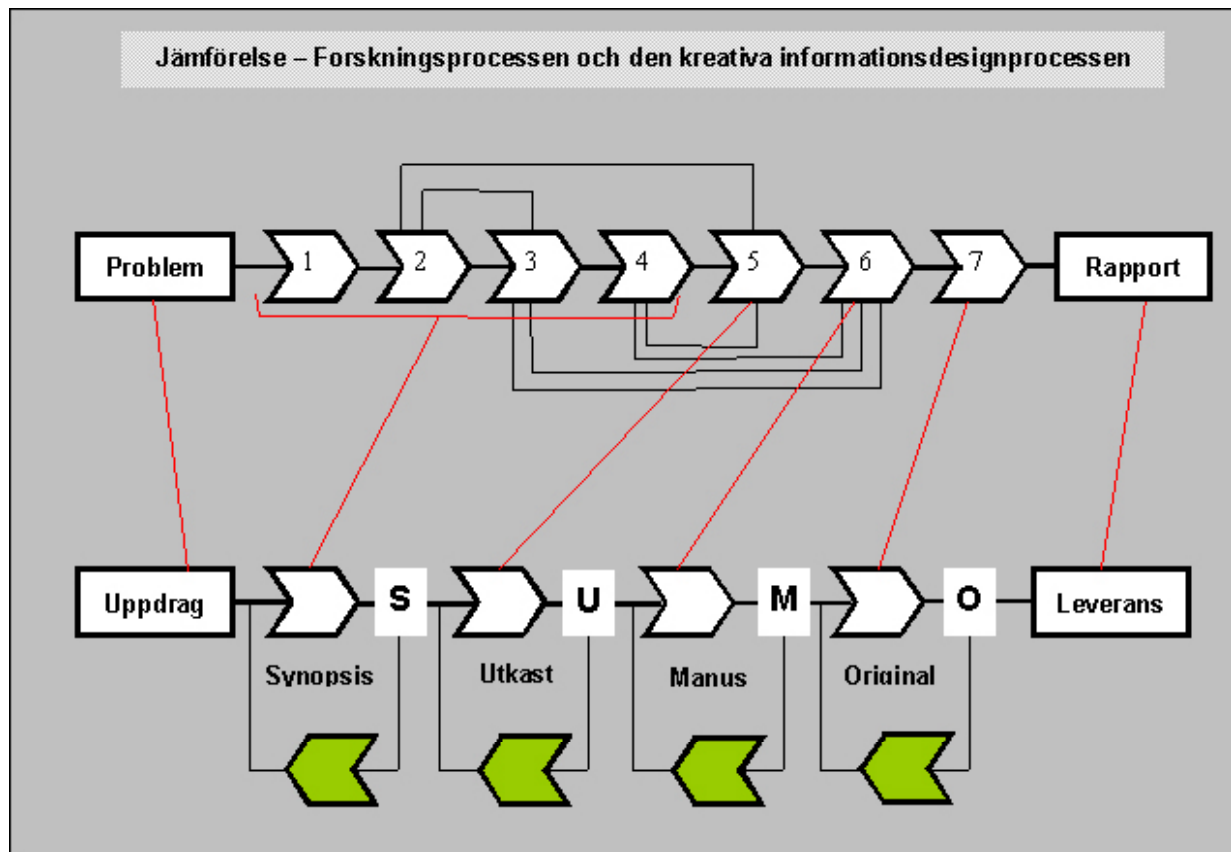 Jämförelse – Forskningsprocessen och den kreativa informationsdesignprocessen
Problem 1 2 3 4 5 6 7 Rapport
Uppdrag S U M O Leverans
Synopsis Utkast Manus Original